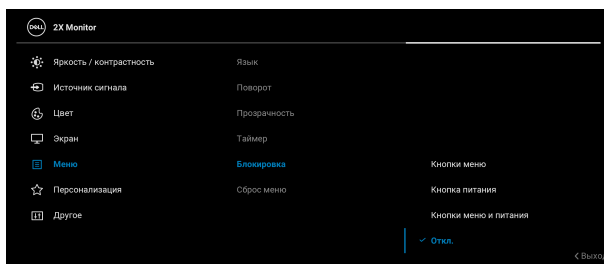 DELL 2X Monitor
Яркость / контрастность Язык
Источник сигнала Поворот
Цвет Прозрачность
Экран Таймер
Меню Блокировка Кнопки меню
Персонализация Сброс меню Кнопка питания
Другое Кнопки меню и питания
Откл.
Выход